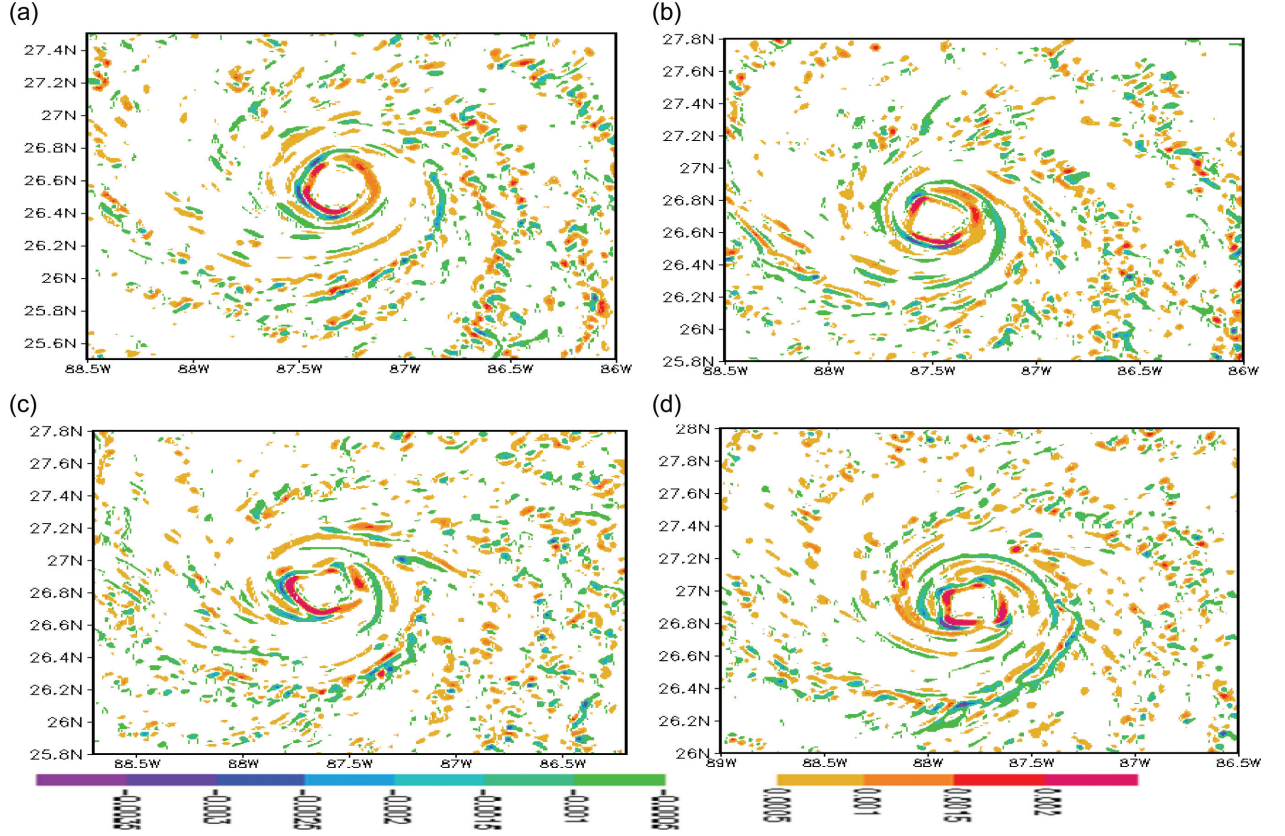 (a)
(b)
27.4N
27.2N
27N
26.8N
26.6N
26.4N
26.2N
26N
25.8N
25.6N
88.5W
88W
87.5W
87W
86.5W
86W
27.8N
27.6N
27.4N
27.2N
27N
26.8N
26.6N
26.4N
26.2N
26N
25.8N
88.5W
88W
87.5W
87W
86.5W
86W
(c)
(d)
27.8N
27.6N
27.4N
27.2N
27N
26.8N
26.6N
26.4N
26.2N
26N
25.8N
88.5W
88W
87.5W
87W
86.5W
28N
27.8N
27.6N
27.4N
27.2N
27N
26.8N
26.6N
26.4N
26.2N
26N
89W
88.5W
88W
87.5W
87W
86.5W
-0.0035
-0.003
-0.0025
-0.002
-0.0015
-0.001
-0.0005
0.0005
0.001
0.0015
0.002